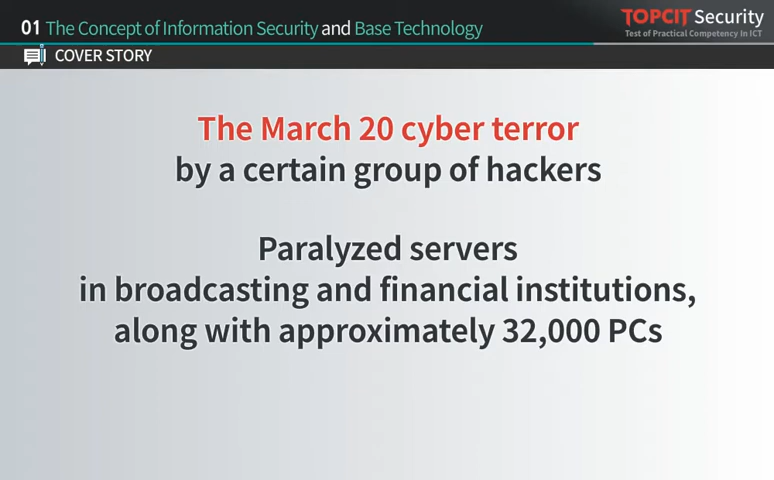 01 The Concept of Information Security and Base Technology
TOPCIT Security
Test of Practical Competency In ICT
COVER STORY
The March 20 cyber terror
by a certain group of hackers
Paralyzed servers
in broadcasting and financial institutions,
along with approximately 32,000 PCs